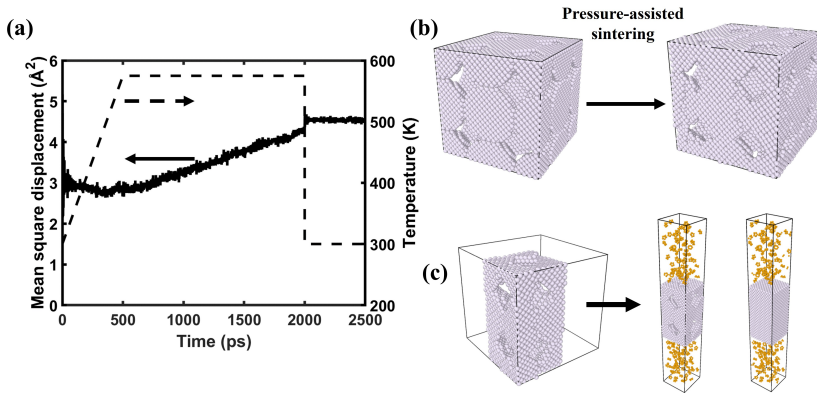 (a)
Mean square displacement (Å²)
6
5
4
3
2
1
0
0
500
1000
1500
2000
2500
Time (ps)
600
500
400
300
200
Temperature (K)
(b)
Pressure-assisted
sintering
(c)